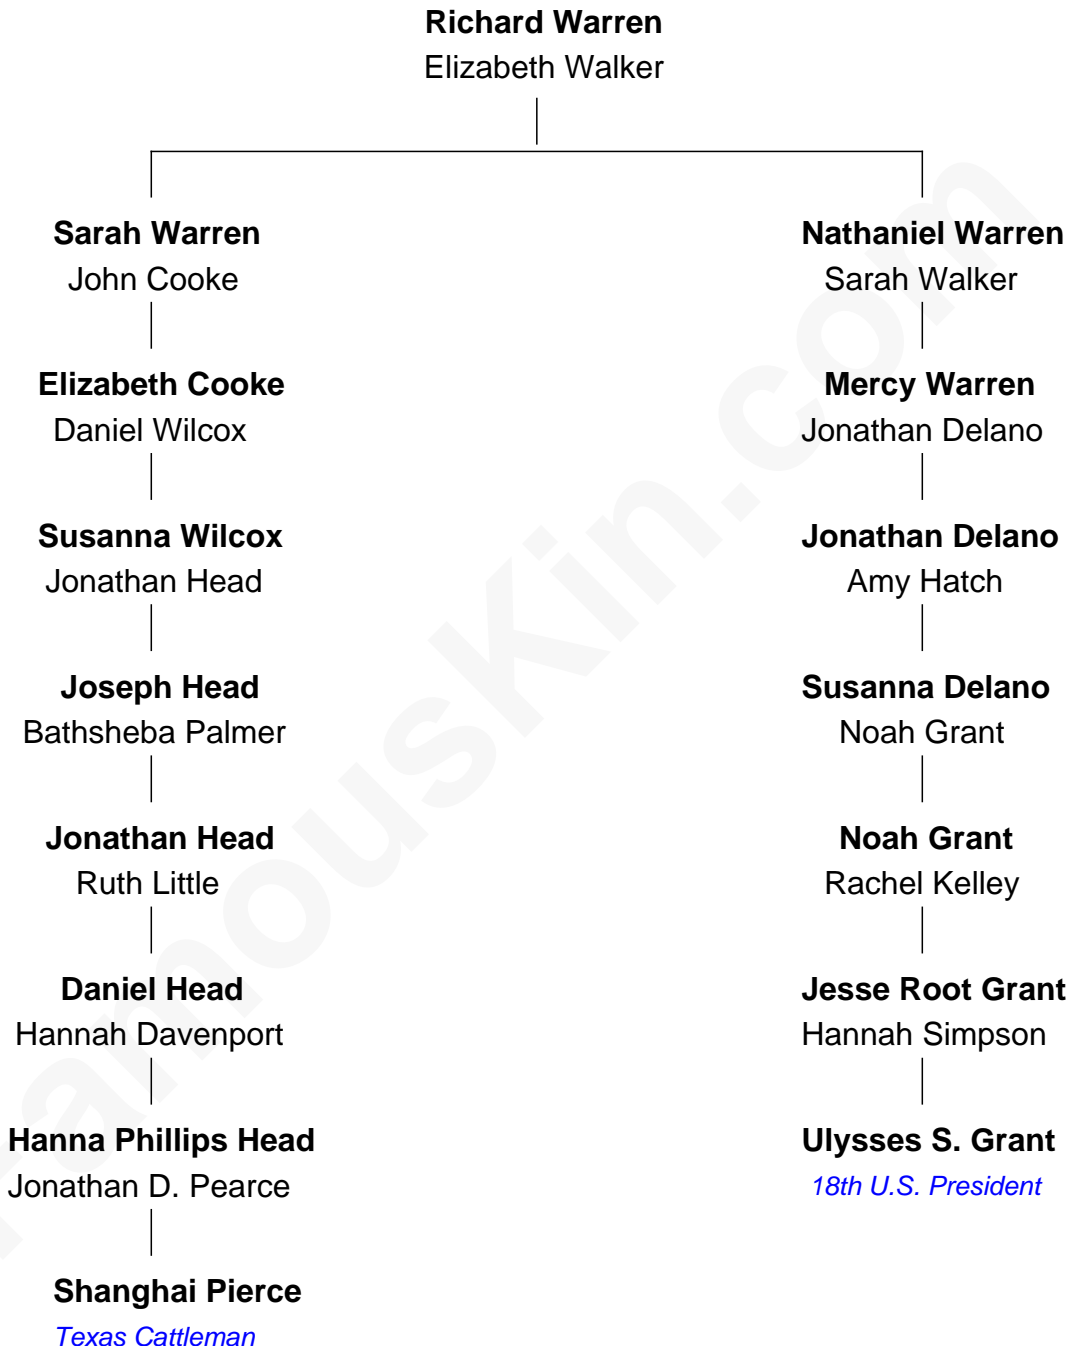 Richard Warren
Elizabeth Walker
Sarah Warren
John Cooke
Nathaniel Warren
Sarah Walker
Elizabeth Cooke
Daniel Wilcox
Mercy Warren
Jonathan Delano
Susanna Wilcox
Jonathan Head
Jonathan Delano
Amy Hatch
Joseph Head
Bathsheba Palmer
Susanna Delano
Noah Grant
Jonathan Head
Ruth Little
Noah Grant
Rachel Kelley
Daniel Head
Hannah Davenport
Jesse Root Grant
Hannah Simpson
Hanna Phillips Head
Jonathan D. Pearce
Ulysses S. Grant
18th U.S. President
Shanghai Pierce
Texas Cattleman
FamousKin.com